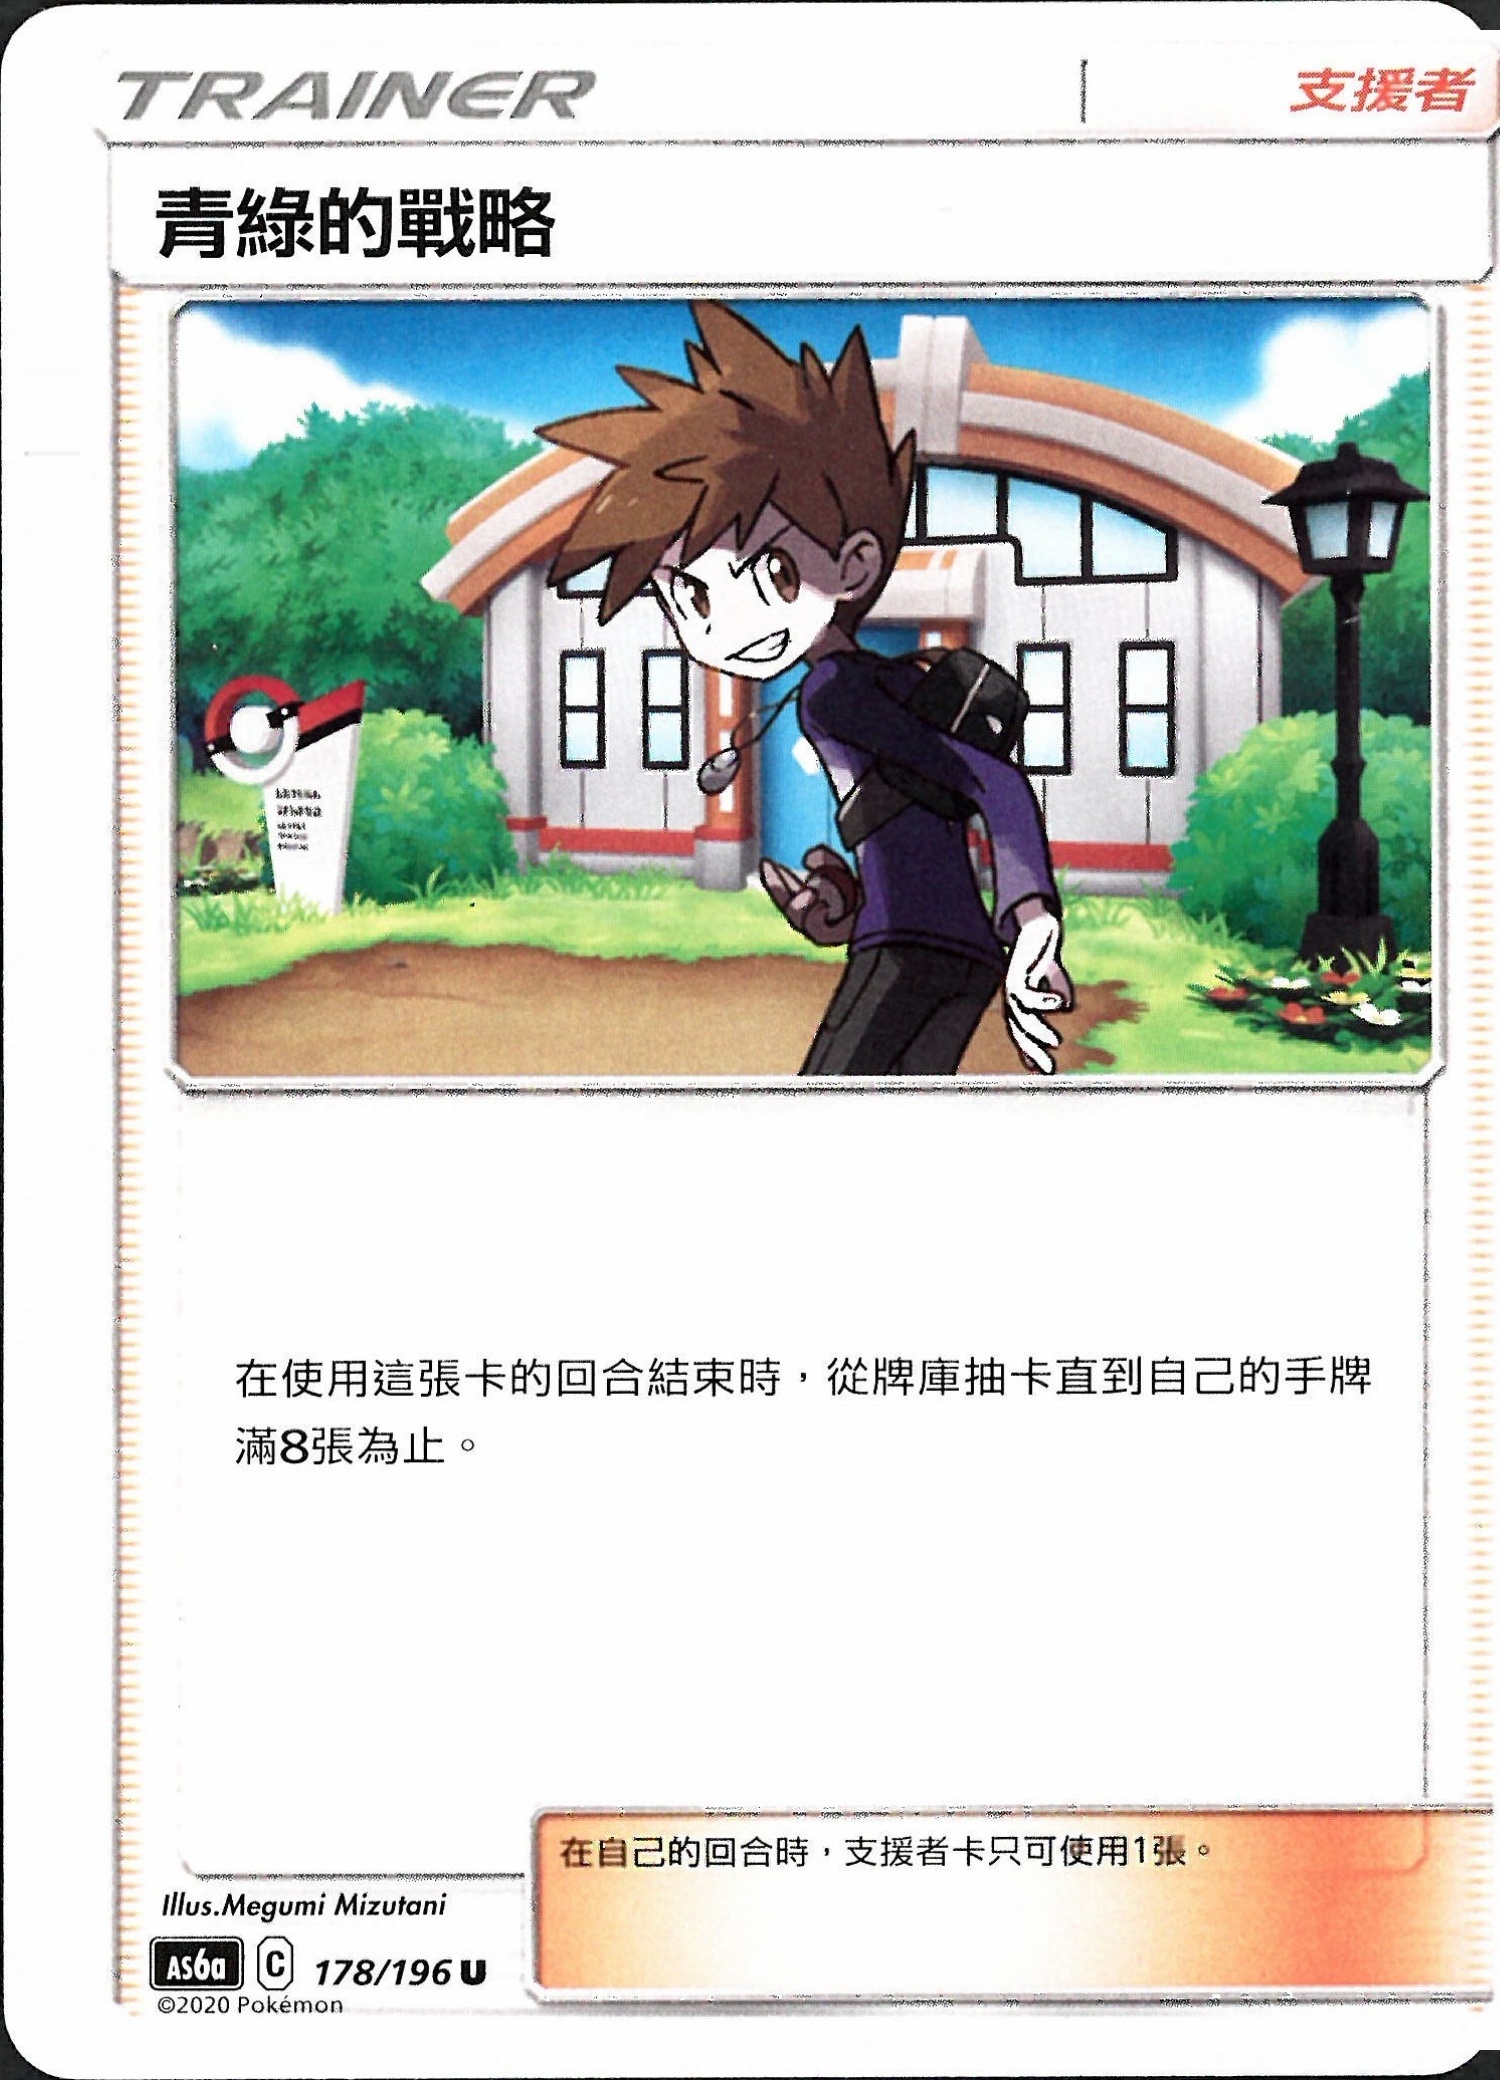 TRAINER
支援者
青綠的戰略
在使用這張卡的回合結束時，從牌庫抽卡直到自己的手牌
滿8張為止。
在自己的回合時，支援者卡只可使用1張。
Illus.Megumi Mizutani
AS6a C 178/196 U
©2020 Pokémon